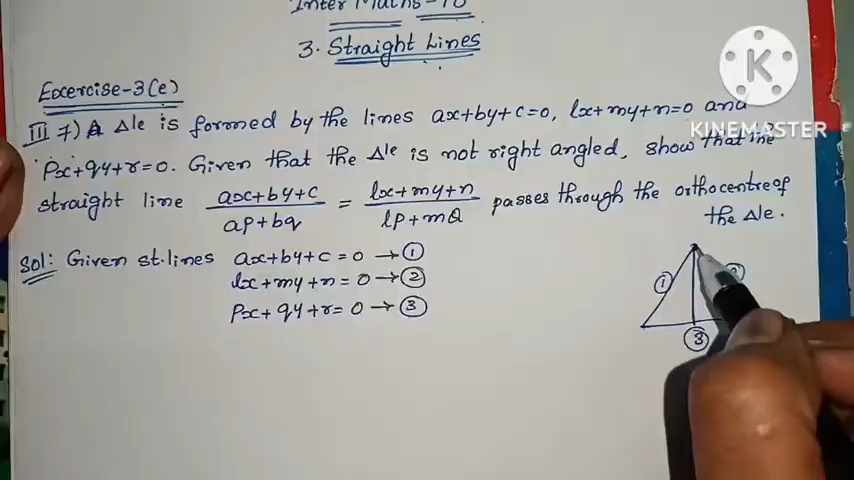 Inter Maths-1B
3. Straight Lines
Excercise-3(e)
III 7) A Δle is formed by the lines ax+by+c=0, lx+my+n=0 and
px+qy+r=0. Given that the Δle is not right angled, show that the
straight line (ax+by+c)/(ap+bq) = (lx+my+n)/(lp+mQ) passes through the orthocentre of
the Δle.
Sol: Given st.lines ax+by+c = 0 → ①
lx+my+n = 0 → ②
px+qy+r = 0 → ③
① ②
③
K
KINEMASTER